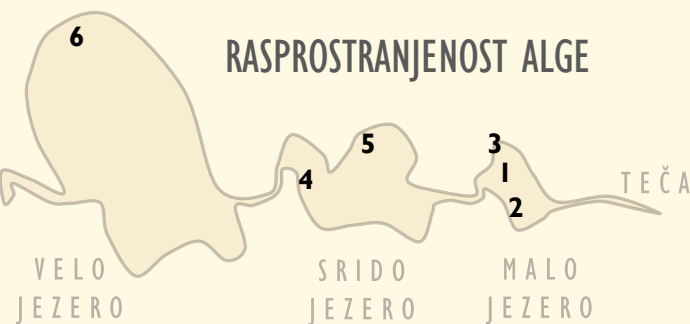 6
RASPROSTRANJENOST ALGE
5
3
1
4
2
TEČA
VELO
JEZERO
SRIDO
JEZERO
MALO
JEZERO